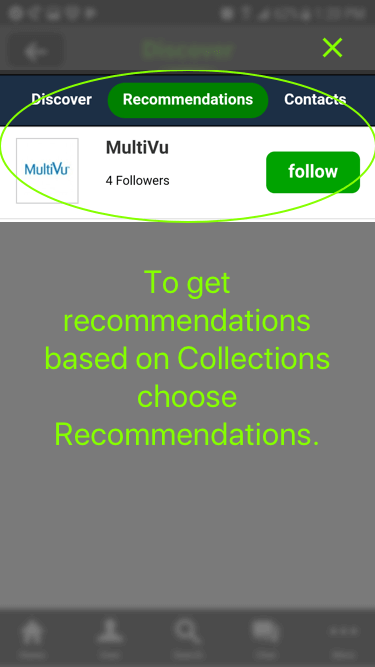 Discover
Discover Recommendations Contacts
MultiVu
MultiVu
4 Followers
follow
To get
recommendations
based on Collections
choose
Recommendations.